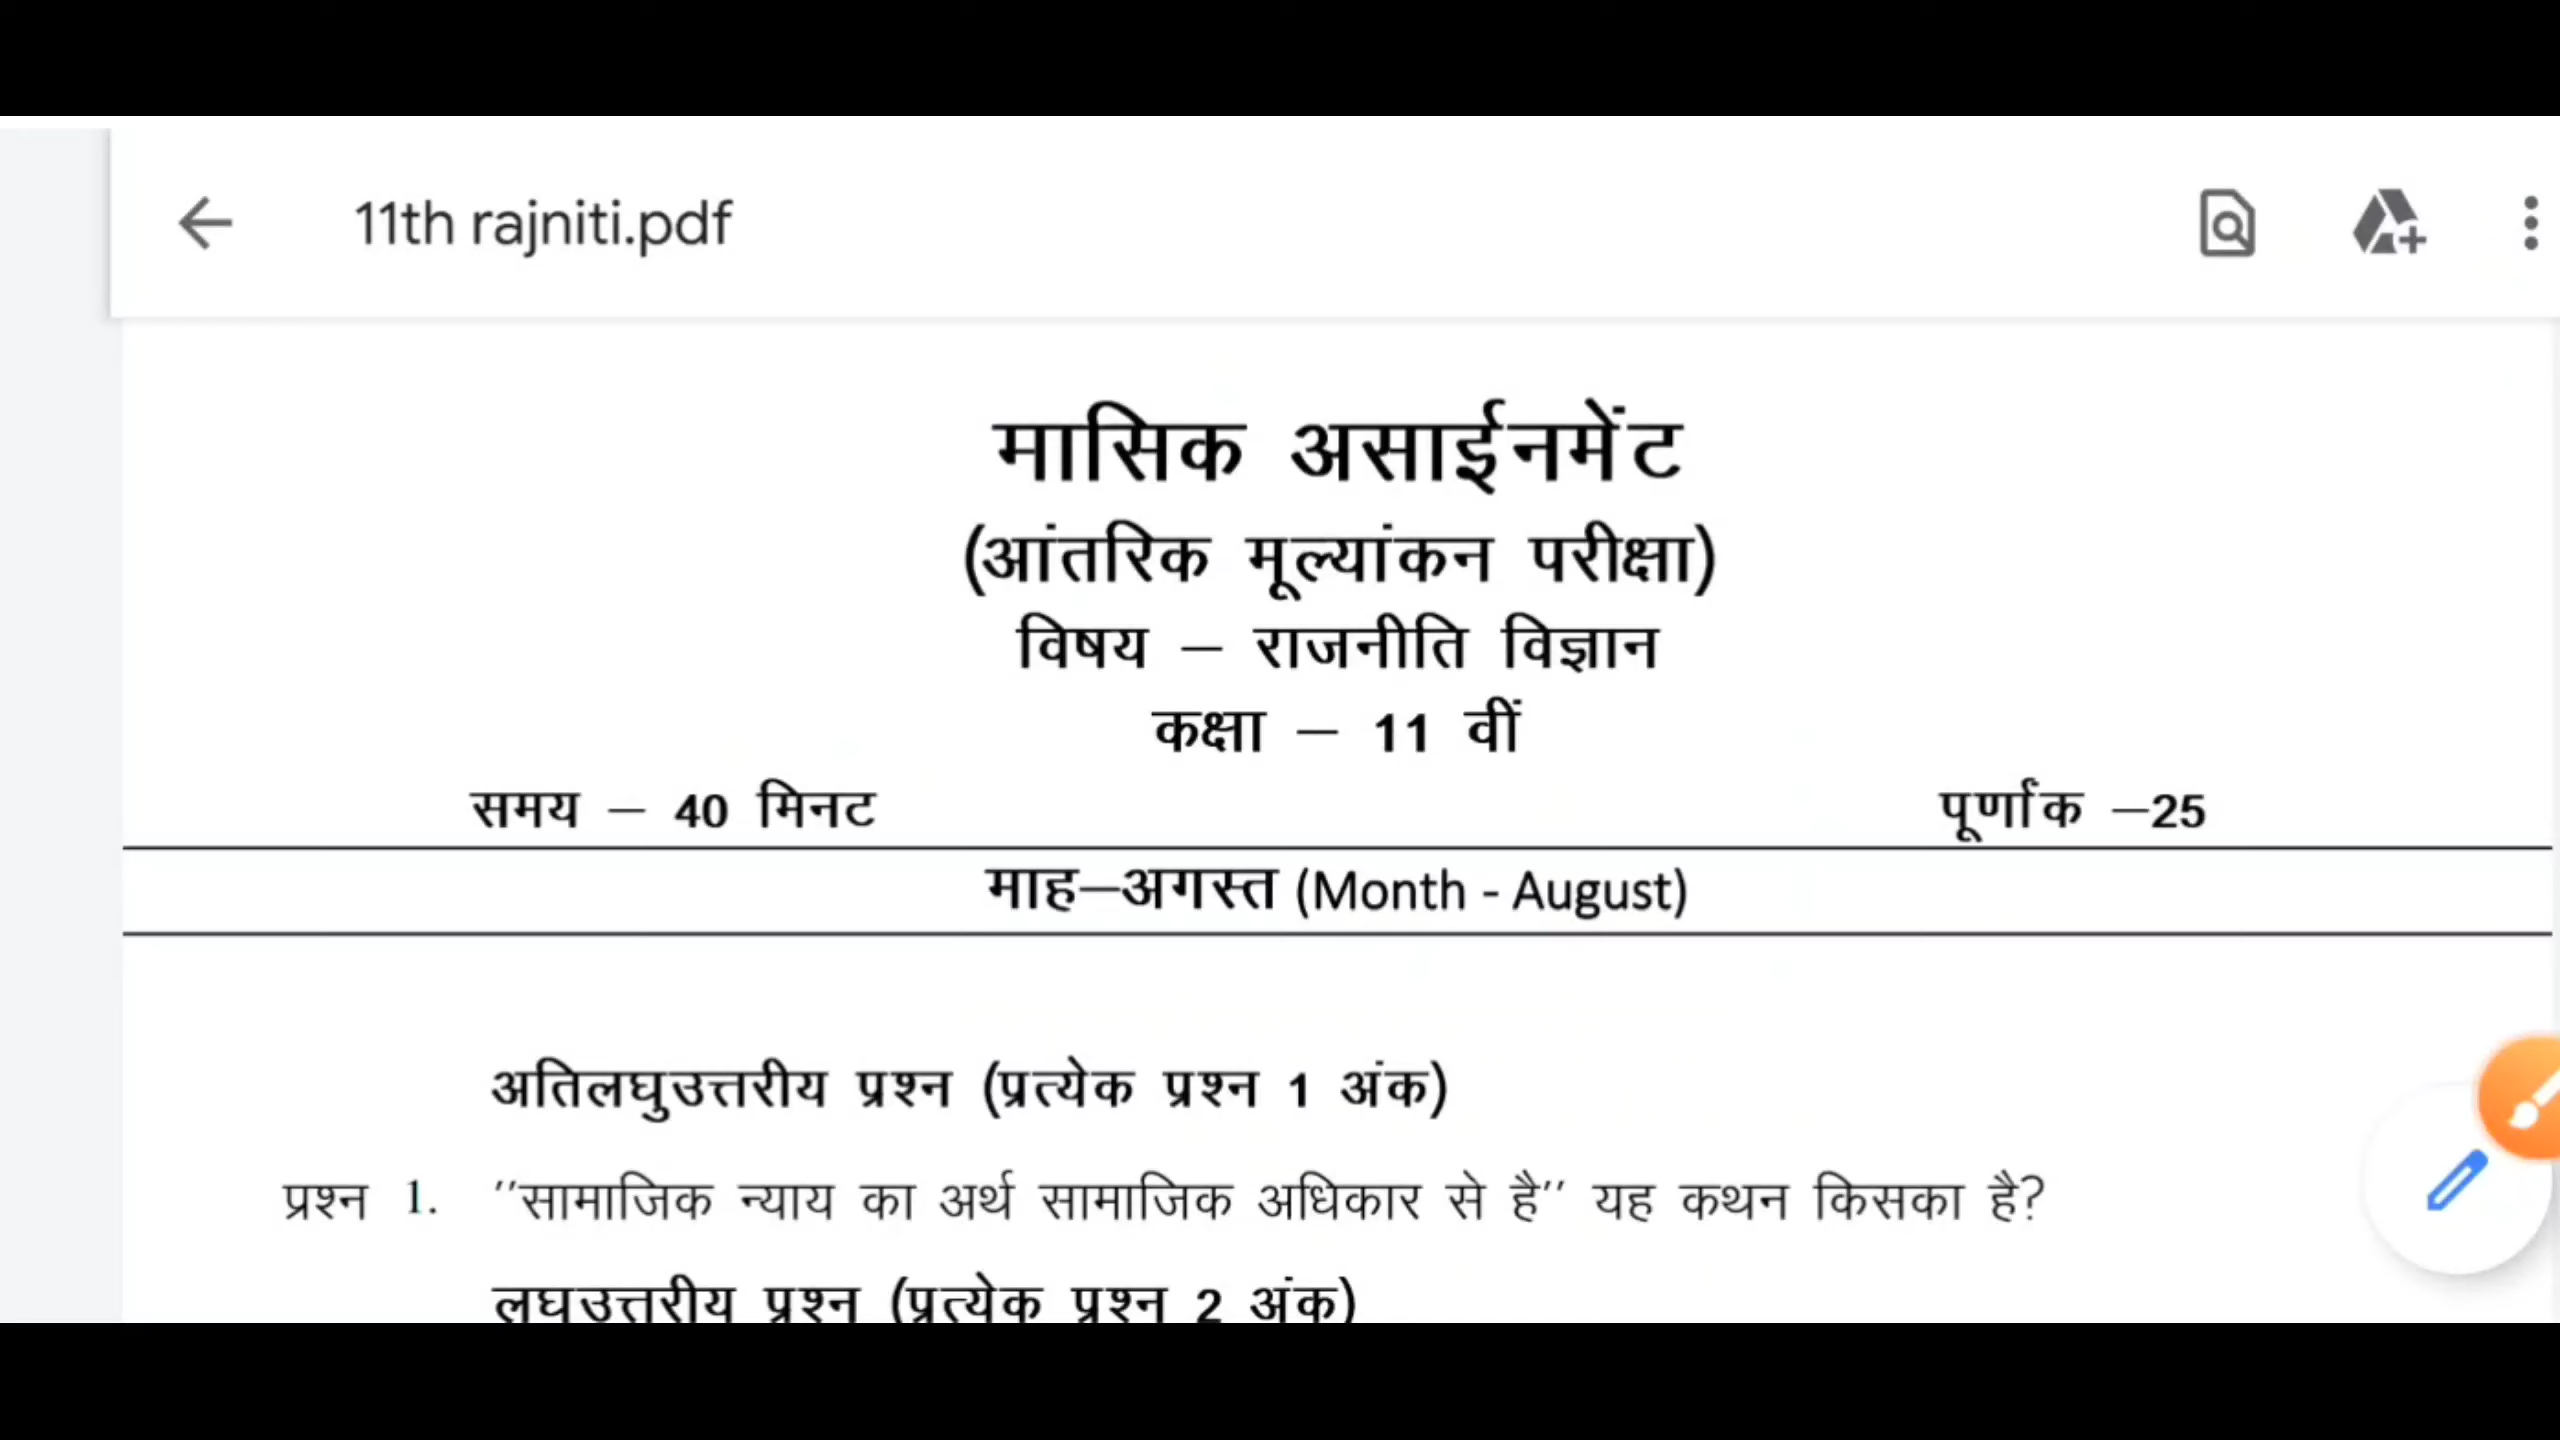 11th rajniti.pdf
मासिक असाईनमेंट
(आंतरिक मूल्यांकन परीक्षा)
विषय – राजनीति विज्ञान
कक्षा – 11 वीं
समय – 40 मिनट पूर्णांक –25
माह–अगस्त (Month - August)
अतिलघुउत्तरीय प्रश्न (प्रत्येक प्रश्न 1 अंक)
प्रश्न 1. ''सामाजिक न्याय का अर्थ सामाजिक अधिकार से है'' यह कथन किसका है?
लघुउत्तरीय प्रश्न (प्रत्येक प्रश्न 2 अंक)